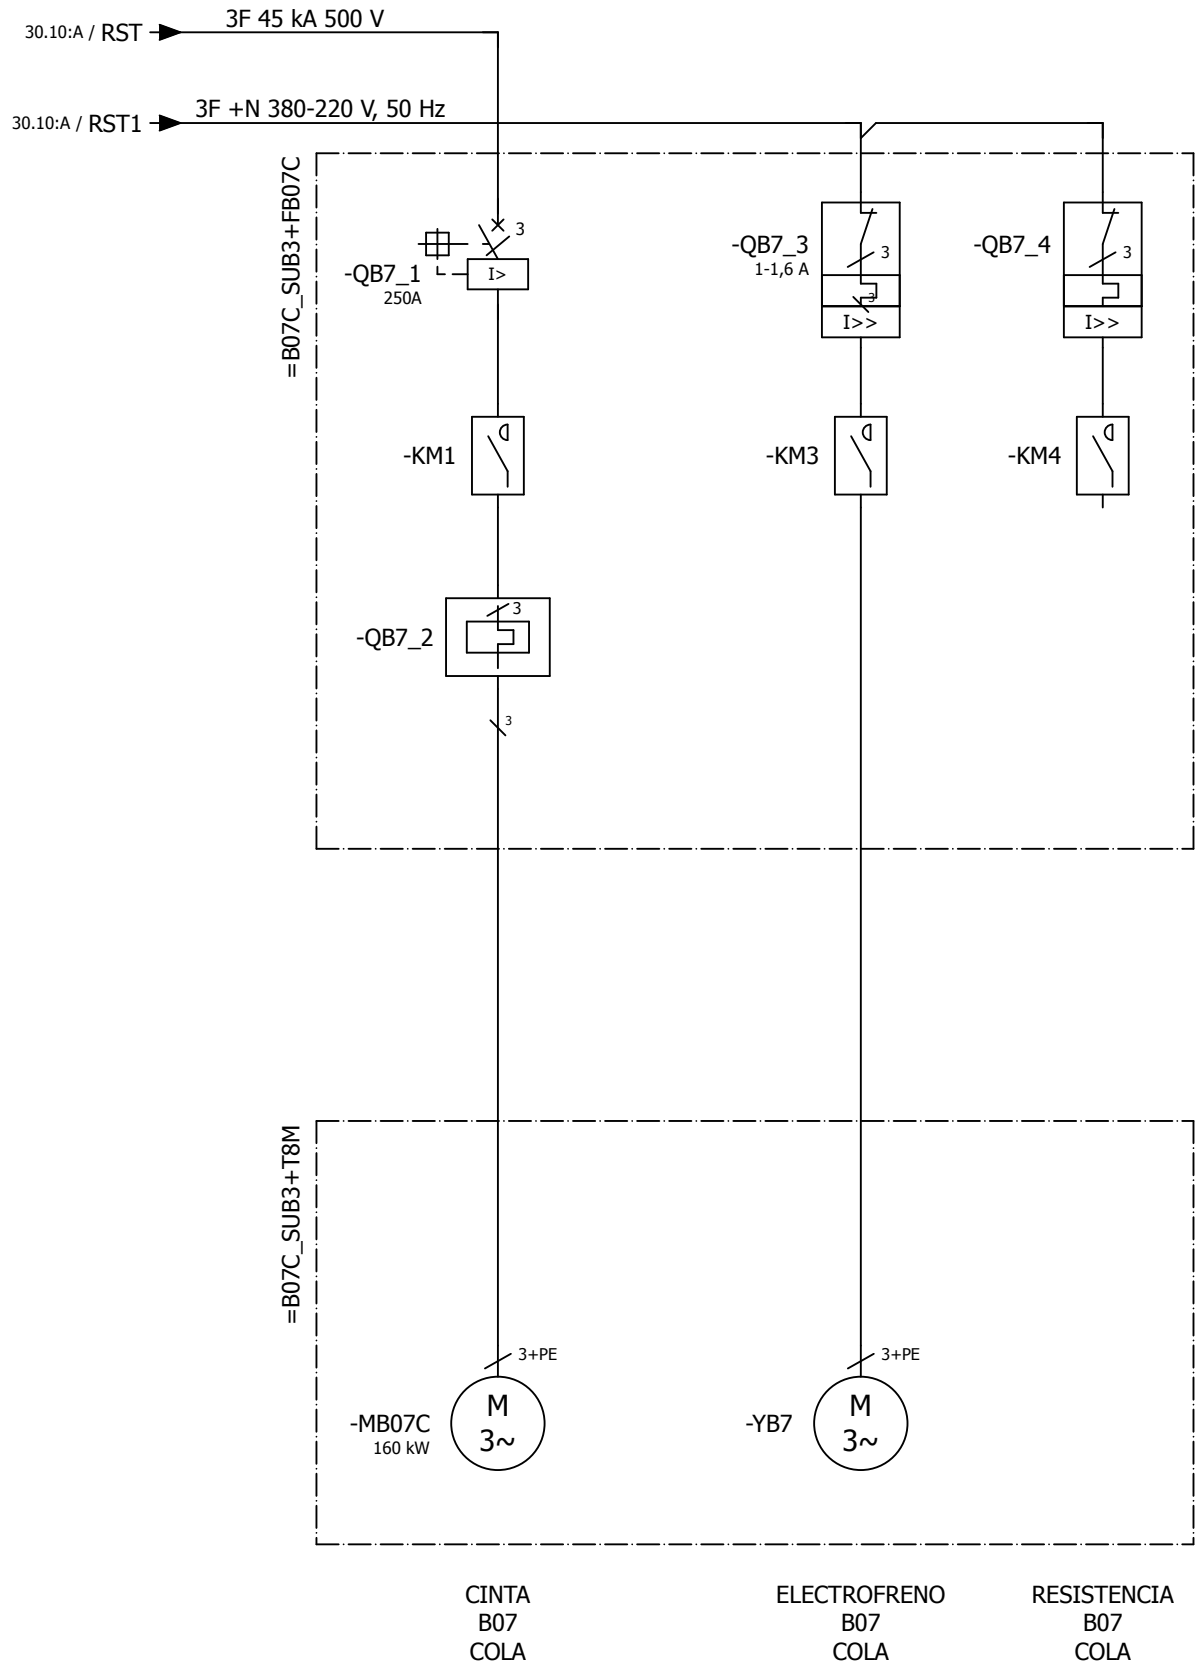 3F 45 kA 500 V
30.10:A / RST
3F +N 380-220 V, 50 Hz
30.10:A / RST1
=B07C_SUB3+FB07C
-QB7_1
250A
3
I>
-QB7_3
1-1,6 A
3
3
I>>
-QB7_4
3
I>>
-KM1
-KM3
-KM4
-QB7_2
3
3
=B07C_SUB3+T8M
3+PE
3+PE
-MB07C
160 kW
M
3~
-YB7
M
3~
CINTA
B07
COLA
ELECTROFRENO
B07
COLA
RESISTENCIA
B07
COLA